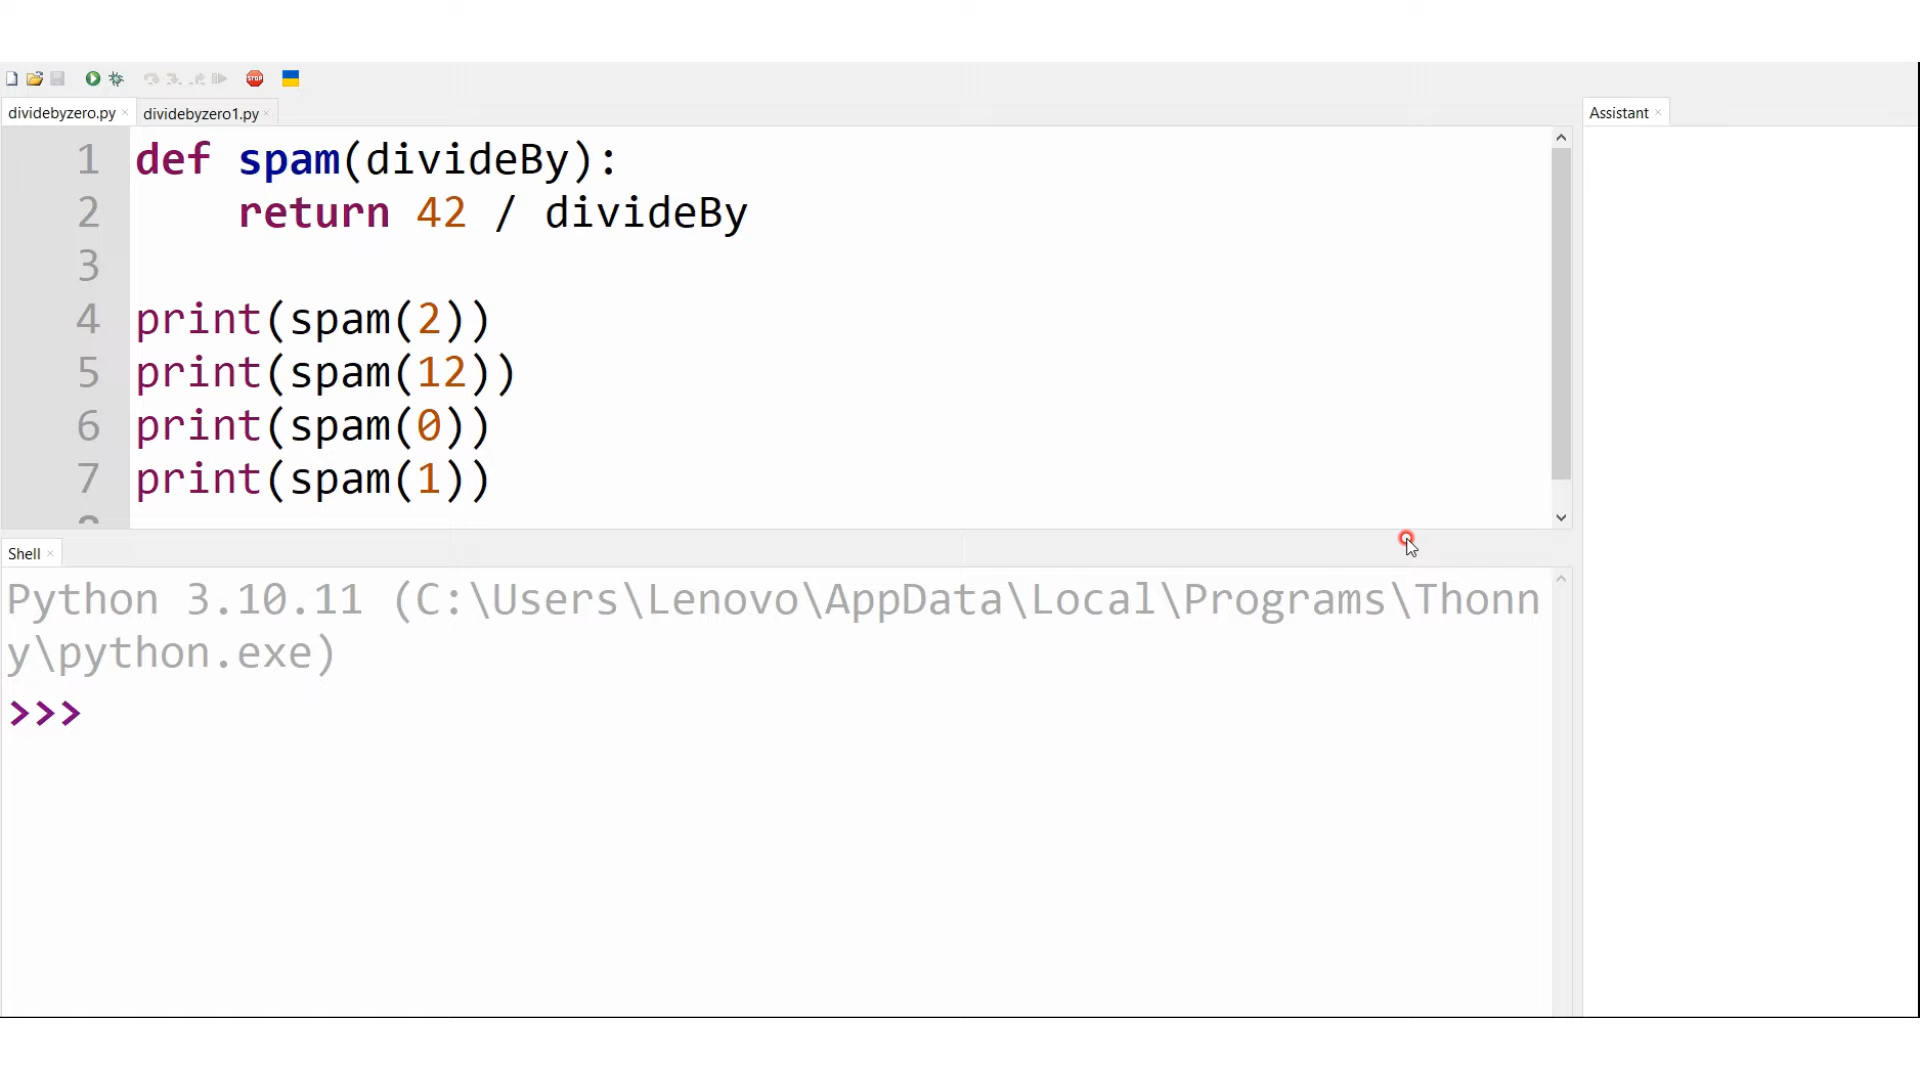 STOP
dividebyzero.py × dividebyzero1.py × Assistant ×
1 def spam(divideBy):
2     return 42 / divideBy
3
4 print(spam(2))
5 print(spam(12))
6 print(spam(0))
7 print(spam(1))
Shell ×
Python 3.10.11 (C:\Users\Lenovo\AppData\Local\Programs\Thonn
y\python.exe)
>>>